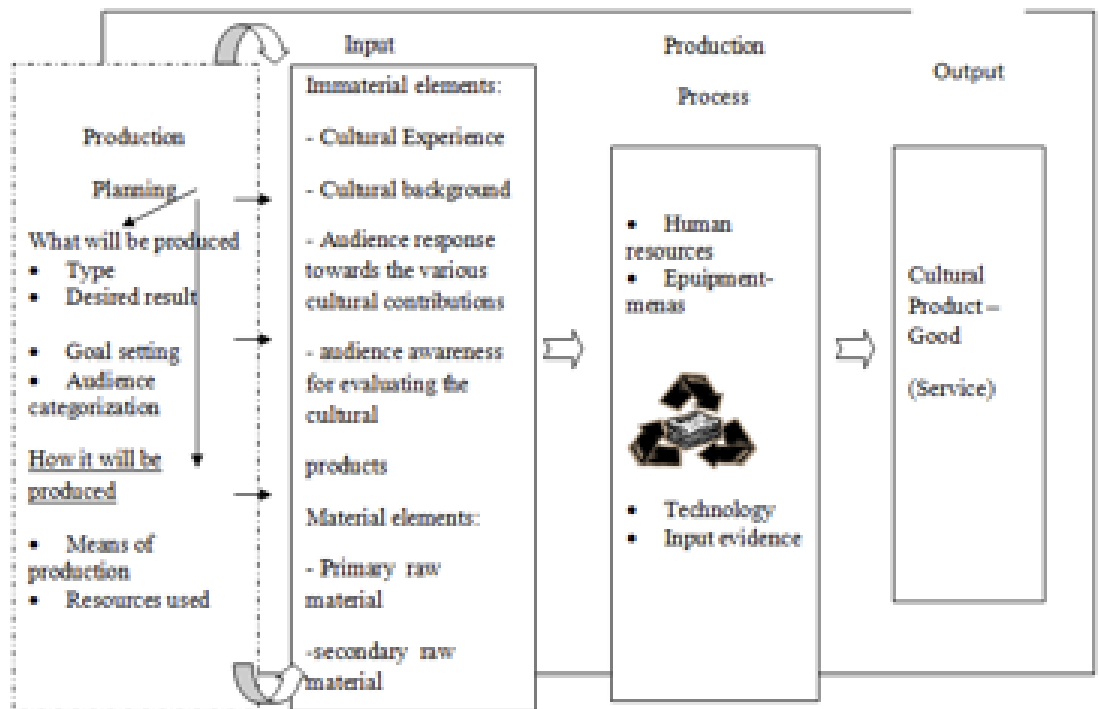 Production
Planning
What will be produced
• Type
• Desired result
• Goal setting
• Audience
categorization
How it will be
produced
• Means of
production
• Resources used
Input
Immaterial elements:
- Cultural Experience
- Cultural background
- Audience response
towards the various
cultural contributions
- audience awareness
for evaluating the
cultural
products
Material elements:
- Primary raw
material
-secondary raw
material
Production
Process
• Human
resources
• Epuipment-
menas
• Technology
• Input evidence
Output
Cultural
Product –
Good
(Service)